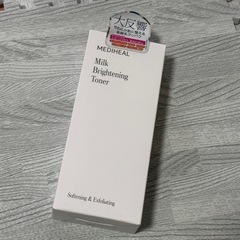 大反響
MEDIHEAL
Milk
Brightening
Toner
Softening & Exfoliating